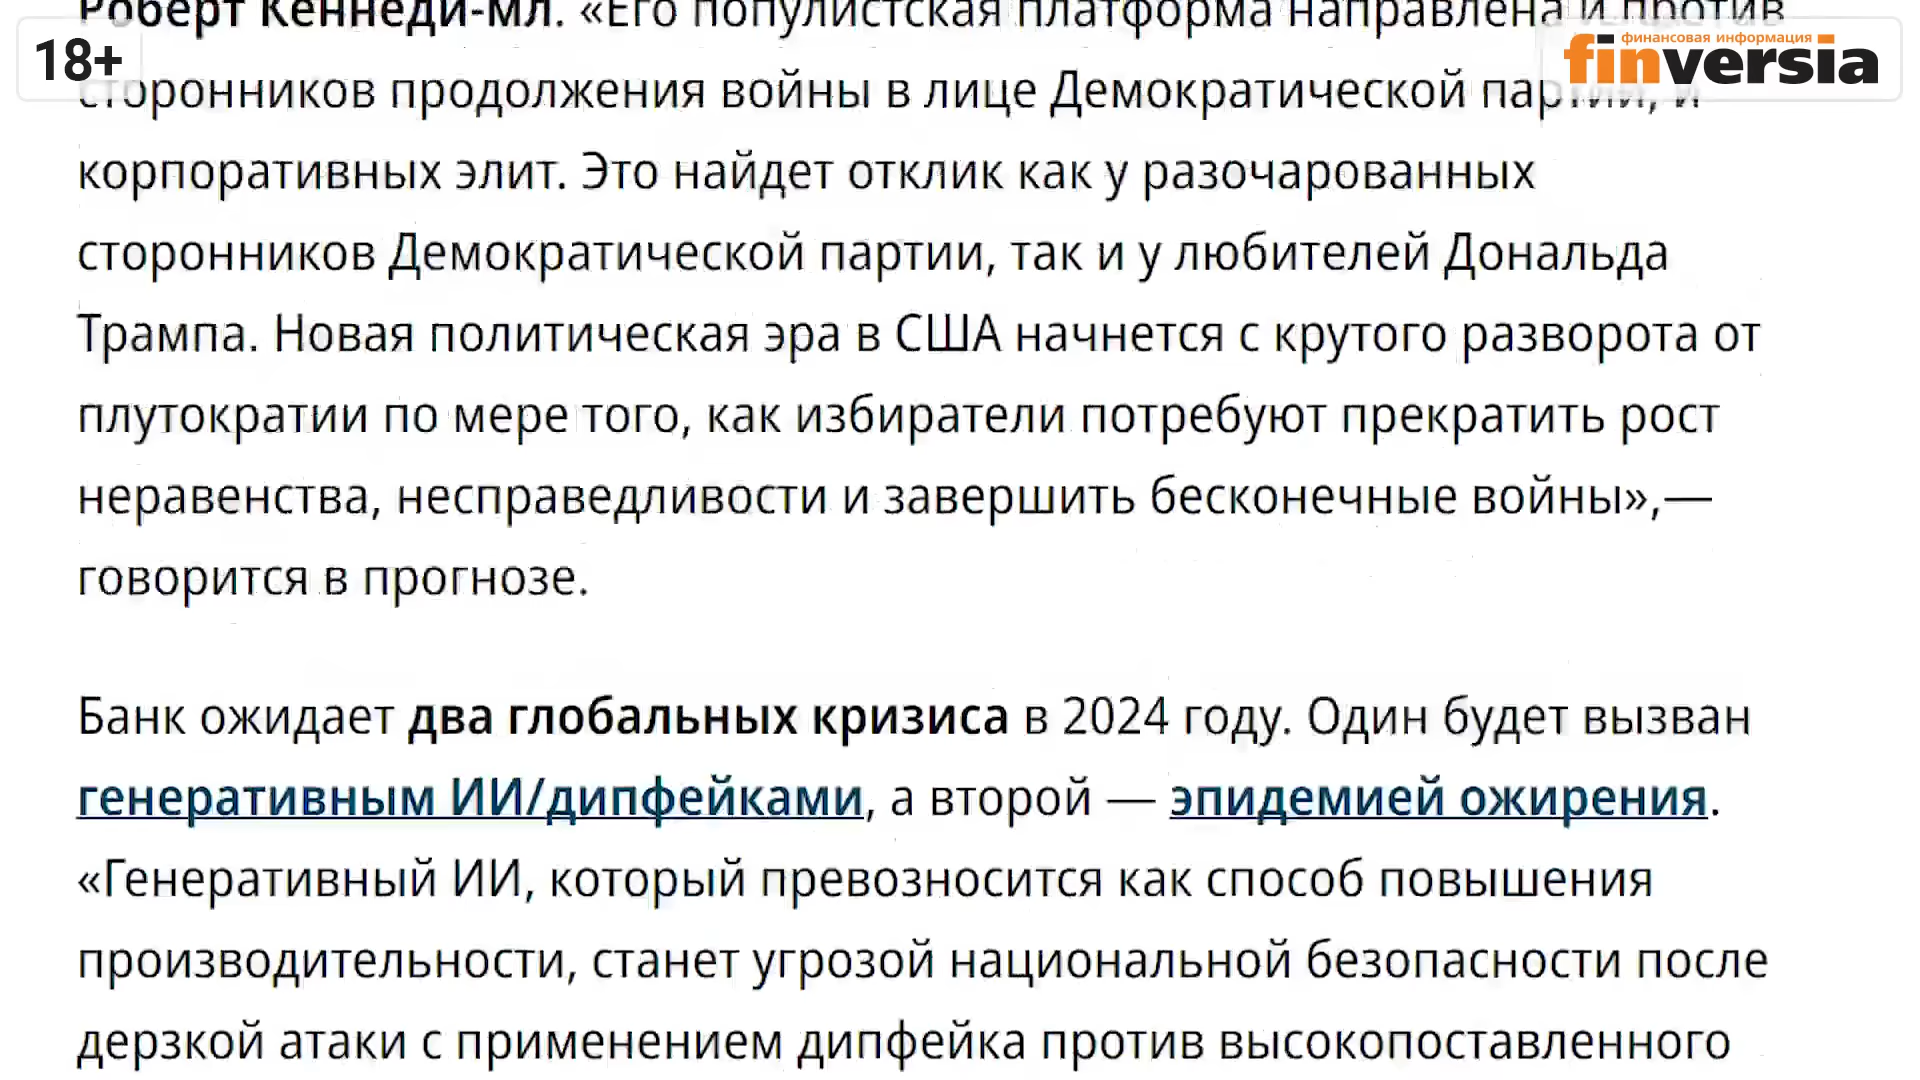 Роберт Кеннеди-мл. «Его популистская платформа направлена и против
18+
финансовая информация
finversia
сторонников продолжения войны в лице Демократической партии, и
корпоративных элит. Это найдет отклик как у разочарованных
сторонников Демократической партии, так и у любителей Дональда
Трампа. Новая политическая эра в США начнется с крутого разворота от
плутократии по мере того, как избиратели потребуют прекратить рост
неравенства, несправедливости и завершить бесконечные войны»,—
говорится в прогнозе.
Банк ожидает два глобальных кризиса в 2024 году. Один будет вызван
генеративным ИИ/дипфейками, а второй — эпидемией ожирения.
«Генеративный ИИ, который превозносится как способ повышения
производительности, станет угрозой национальной безопасности после
дерзкой атаки с применением дипфейка против высокопоставленного